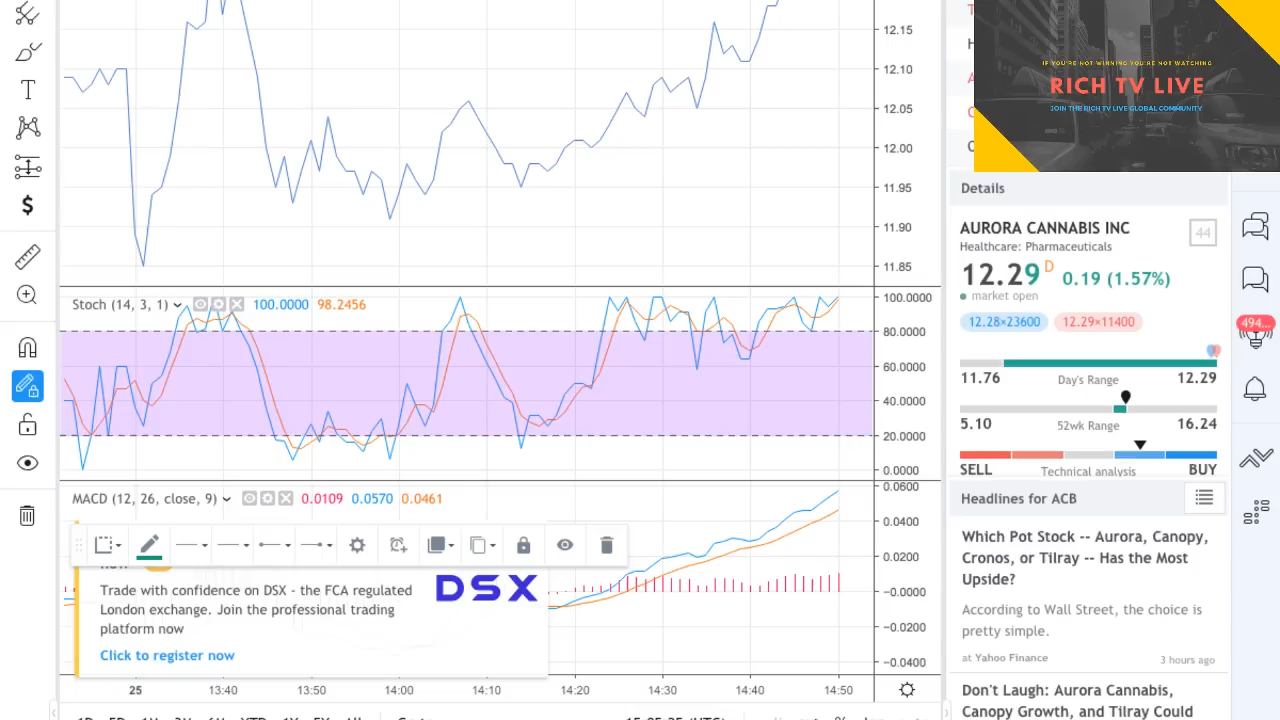 IF YOU'RE NOT WINNING YOU'RE NOT WATCHING
RICH TV LIVE
JOIN THE RICH TV LIVE GLOBAL COMMUNITY
12.15
12.10
12.05
12.00
11.95
11.90
11.85
Stoch (14, 3, 1) 100.0000 98.2456
100.0000
80.0000
60.0000
40.0000
20.0000
0.0000
MACD (12, 26, close, 9) 0.0109 0.0570 0.0461
0.0600
0.0400
0.0200
−0.0000
−0.0200
−0.0400
Trade with confidence on DSX - the FCA regulated
London exchange. Join the professional trading
platform now
Click to register now
DSX
25 13:40 13:50 14:00 14:10 14:20 14:30 14:40 14:50
Details
AURORA CANNABIS INC
44
Healthcare: Pharmaceuticals
12.29 D 0.19 (1.57%)
market open
12.28×23600 12.29×11400
11.76 Day's Range 12.29
5.10 52wk Range 16.24
SELL Technical analysis BUY
Headlines for ACB
Which Pot Stock -- Aurora, Canopy,
Cronos, or Tilray -- Has the Most
Upside?
According to Wall Street, the choice is
pretty simple.
at Yahoo Finance 3 hours ago
Don't Laugh: Aurora Cannabis,
Canopy Growth, and Tilray Could
494...
$
T